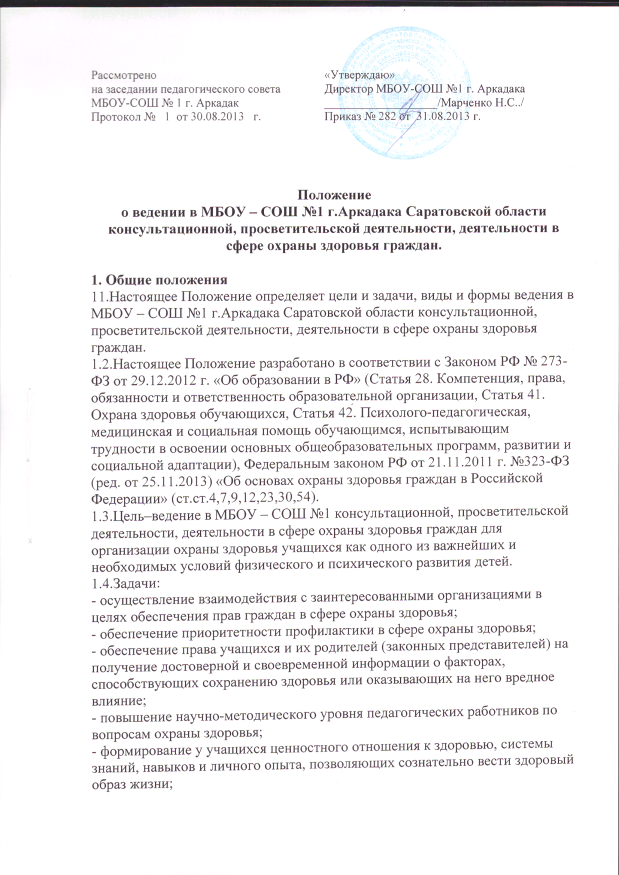 Рассмотрено
на заседании педагогического совета
МБОУ-СОШ № 1 г. Аркадак
Протокол № 1 от 30.08.2013 г.
«Утверждаю»
Директор МБОУ-СОШ №1 г. Аркадака
____________________/Марченко Н.С../
Приказ № 282 от 31.08.2013 г.
Положение
о ведении в МБОУ – СОШ №1 г.Аркадака Саратовской области
консультационной, просветительской деятельности, деятельности в
сфере охраны здоровья граждан.
1. Общие положения
11.Настоящее Положение определяет цели и задачи, виды и формы ведения в
МБОУ – СОШ №1 г.Аркадака Саратовской области консультационной,
просветительской деятельности, деятельности в сфере охраны здоровья
граждан.
1.2.Настоящее Положение разработано в соответствии с Законом РФ № 273-
ФЗ от 29.12.2012 г. «Об образовании в РФ» (Статья 28. Компетенция, права,
обязанности и ответственность образовательной организации, Статья 41.
Охрана здоровья обучающихся, Статья 42. Психолого-педагогическая,
медицинская и социальная помощь обучающимся, испытывающим
трудности в освоении основных общеобразовательных программ, развитии и
социальной адаптации), Федеральным законом РФ от 21.11.2011 г. №323-ФЗ
(ред. от 25.11.2013) «Об основах охраны здоровья граждан в Российской
Федерации» (ст.ст.4,7,9,12,23,30,54).
1.3.Цель–ведение в МБОУ – СОШ №1 консультационной, просветительской
деятельности, деятельности в сфере охраны здоровья граждан для
организации охраны здоровья учащихся как одного из важнейших и
необходимых условий физического и психического развития детей.
1.4.Задачи:
- осуществление взаимодействия с заинтересованными организациями в
целях обеспечения прав граждан в сфере охраны здоровья;
- обеспечение приоритетности профилактики в сфере охраны здоровья;
- обеспечение права учащихся и их родителей (законных представителей) на
получение достоверной и своевременной информации о факторах,
способствующих сохранению здоровья или оказывающих на него вредное
влияние;
- повышение научно-методического уровня педагогических работников по
вопросам охраны здоровья;
- формирование у учащихся ценностного отношения к здоровью, системы
знаний, навыков и личного опыта, позволяющих сознательно вести здоровый
образ жизни;